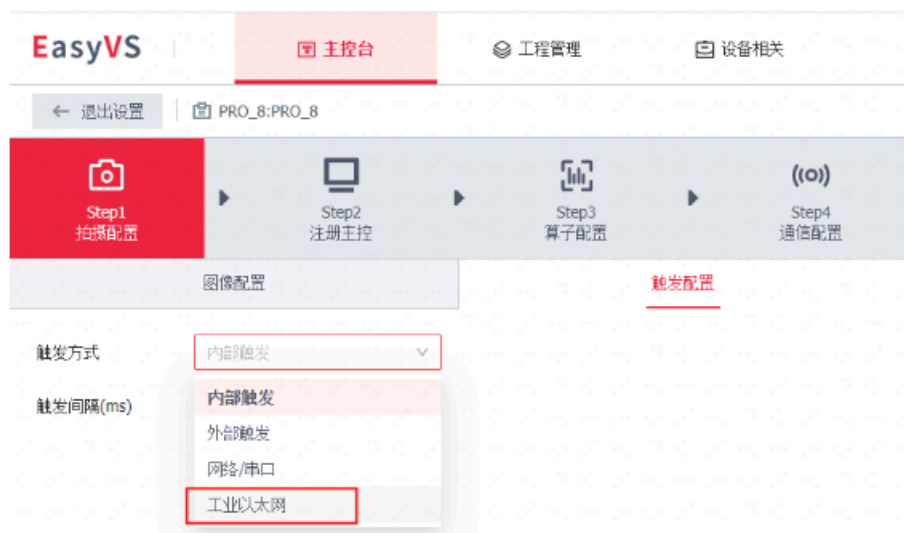 EasyVS 主控台 工程管理 设备相关
退出设置 PRO_8:PRO_8
Step1 Step2 Step3 Step4
拍摄配置 注册主控 算子配置 通信配置
图像配置 触发配置
触发方式 内部触发
触发间隔(ms) 内部触发
外部触发
网络/串口
工业以太网